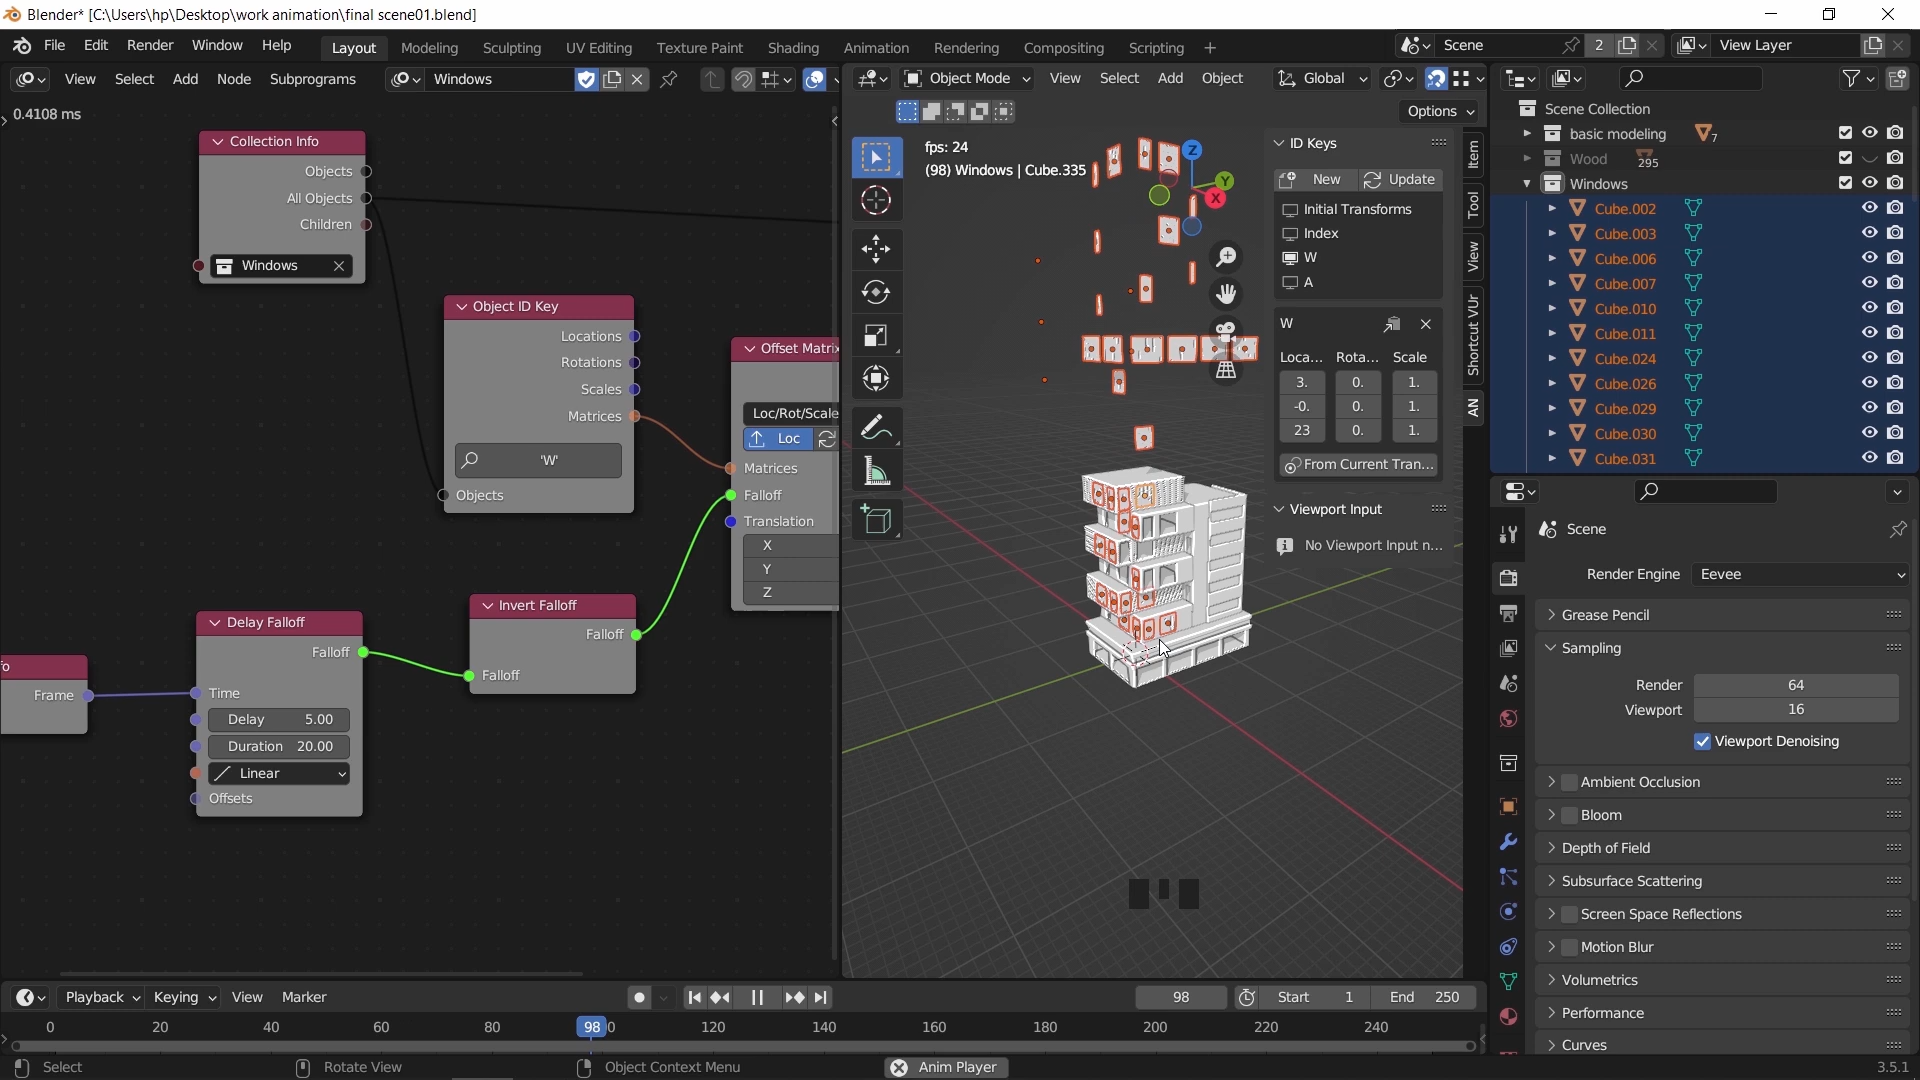 Blender* [C:\Users\hp\Desktop\work animation\final scene01.blend]
File Edit Render Window Help
Layout Modeling Sculpting UV Editing Texture Paint Shading Animation Rendering Compositing Scripting
Scene 2 View Layer
View Select Add Node Subprograms Windows
Object Mode View Select Add Object Global
Options
0.4108 ms
Collection Info
Objects
All Objects
Children
Windows
Object ID Key
Locations
Rotations
Scales
Matrices
'W'
Objects
Offset Matrix
Loc/Rot/Scale
Loc
Matrices
Falloff
Translation
X
Y
Z
Invert Falloff
Falloff
Falloff
Delay Falloff
Falloff
Time
Delay 5.00
Duration 20.00
Linear
Offsets
fo
Frame
fps: 24
(98) Windows | Cube.335
Z
Y
X
ID Keys
New Update
Initial Transforms
Index
W
A
W
Loca... Rota... Scale
3. 0. 1.
-0. 0. 1.
23 0. 1.
From Current Tran...
Viewport Input
No Viewport Input n...
Item
Tool
View
Shortcut VUr
AN
Scene Collection
basic modeling 7
Wood 295
Windows
Cube.002
Cube.003
Cube.006
Cube.007
Cube.010
Cube.011
Cube.024
Cube.026
Cube.029
Cube.030
Cube.031
Scene
Render Engine Eevee
Grease Pencil
Sampling
Render 64
Viewport 16
Viewport Denoising
Ambient Occlusion
Bloom
Depth of Field
Subsurface Scattering
Screen Space Reflections
Motion Blur
Volumetrics
Performance
Curves
Playback Keying View Marker
98 Start 1 End 250
0 20 40 60 80 98 0 120 140 160 180 200 220 240
Select Rotate View Object Context Menu Anim Player 3.5.1